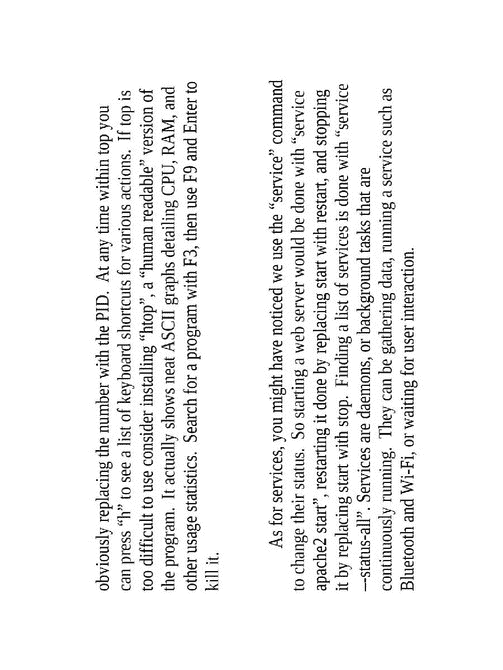 obviously replacing the number with the PID.  At any time within top you
can press “h” to see a list of keyboard shortcuts for various actions.  If top is
too difficult to use consider installing “htop”, a “human readable” version of
the program.  It actually shows neat ASCII graphs detailing CPU, RAM, and
other usage statistics.  Search for a program with F3, then use F9 and Enter to
kill it.
As for services, you might have noticed we use the “service” command
to change their status.  So starting a web server would be done with “service
apache2 start”, restarting it done by replacing start with restart, and stopping
it by replacing start with stop.  Finding a list of services is done with “service
—status-all”. Services are daemons, or background tasks that are
continuously running.  They can be gathering data, running a service such as
Bluetooth and Wi-Fi, or waiting for user interaction.